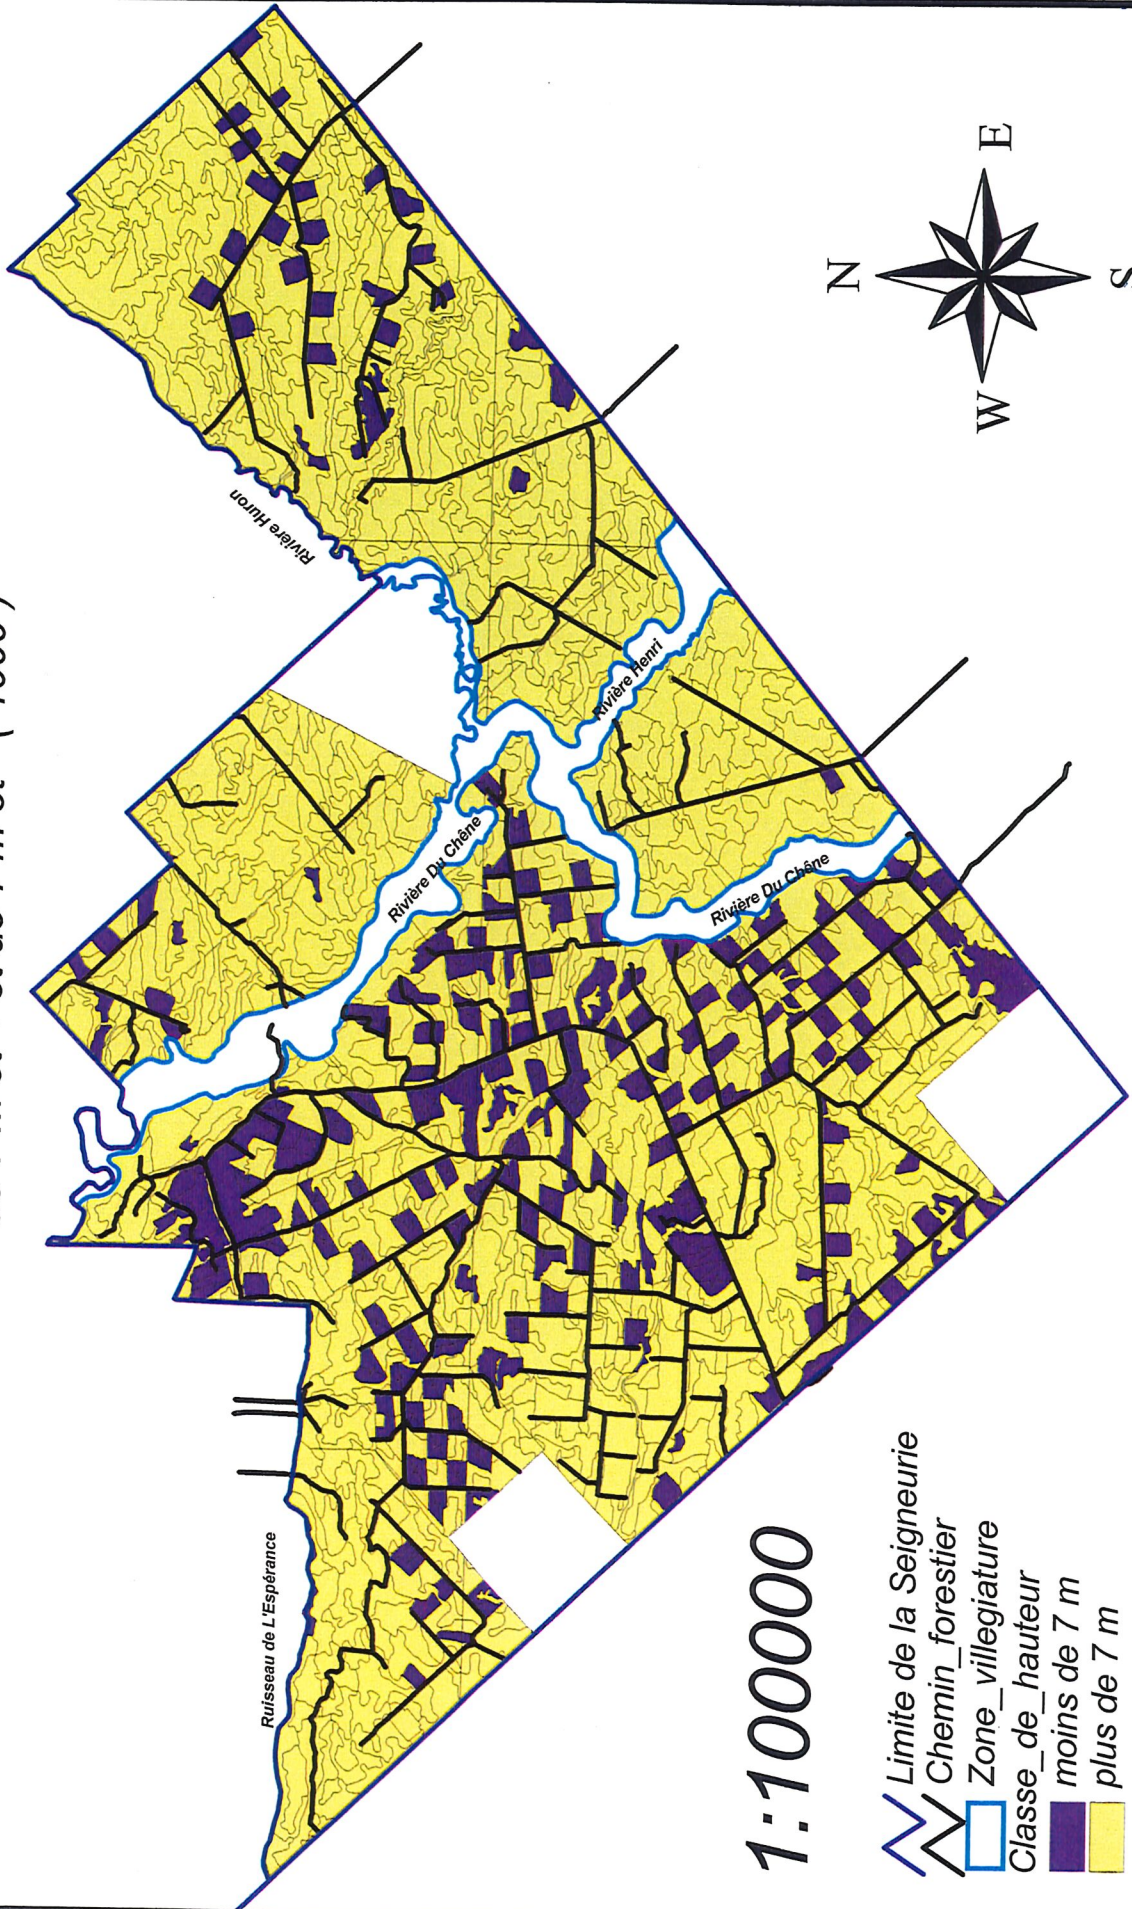 Rivière Huron
Rivière Henri
Rivière Du Chêne
Rivière Du Chêne
Ruisseau de L'Espérance
N
E
W
S
1:100000
Limite de la Seigneurie
Chemin_forestier
Zone_villegiature
Classe_de_hauteur
moins de 7 m
plus de 7 m